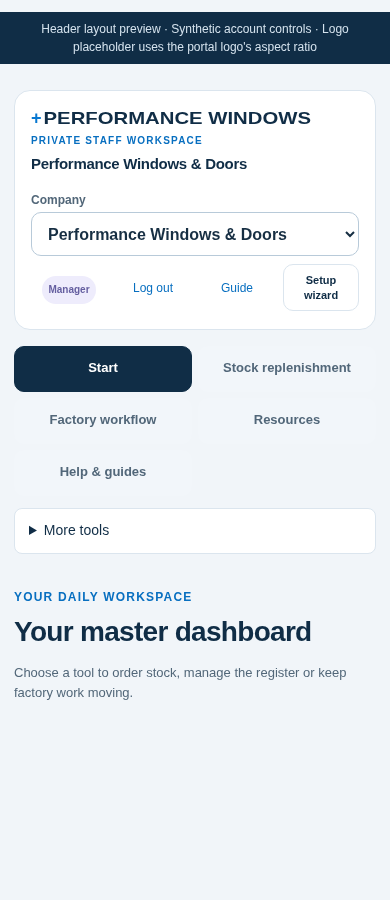 Header layout preview · Synthetic account controls · Logo
placeholder uses the portal logo's aspect ratio
+PERFORMANCE WINDOWS
PRIVATE STAFF WORKSPACE
Performance Windows & Doors
Company
Performance Windows & Doors
Manager
Log out
Guide
Setup
wizard
Start
Stock replenishment
Factory workflow
Resources
Help & guides
More tools
YOUR DAILY WORKSPACE
Your master dashboard
Choose a tool to order stock, manage the register or keep
factory work moving.